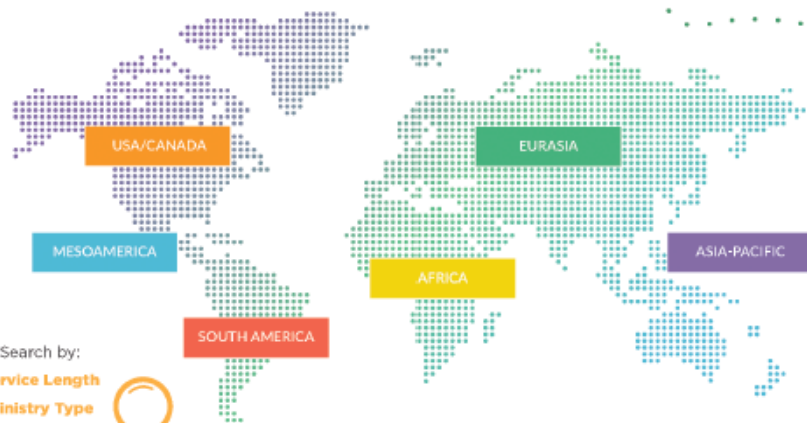 USA/CANADA
EURASIA
MESOAMERICA
ASIA-PACIFIC
AFRICA
SOUTH AMERICA
Search by:
rvice Length
inistry Type